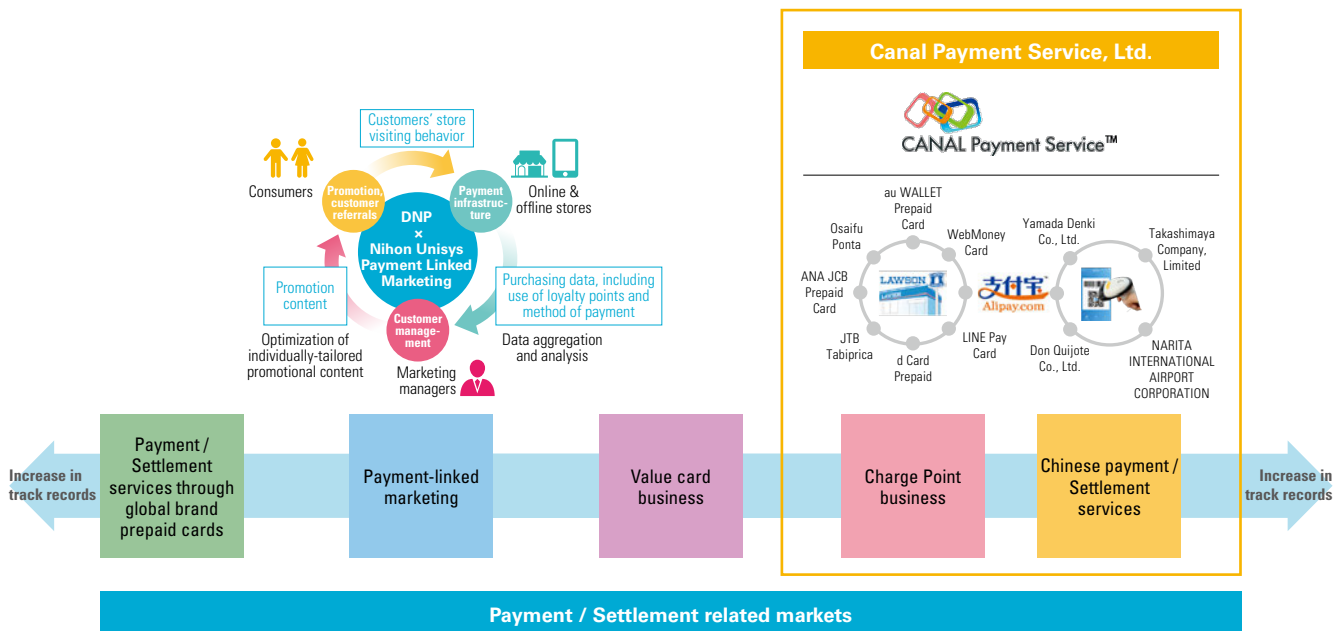 Canal Payment Service, Ltd.
CANAL Payment Service™
Customers' store
visiting behavior
Consumers
Promotion,
customer
referrals
Payment
infrastruc-
ture
Online &
offline stores
DNP
×
Nihon Unisys
Payment Linked
Marketing
Promotion
content
Purchasing data, including
use of loyalty points and
method of payment
Customer
manage-
ment
Optimization of
individually-tailored
promotional content
Data aggregation
and analysis
Marketing
managers
au WALLET
Prepaid
Card
Osaifu
Ponta
WebMoney
Card
ANA JCB
Prepaid
Card
LAWSON
JTB
Tabiprica
d Card
Prepaid
LINE Pay
Card
支付宝
Alipay.com
Yamada Denki
Co., Ltd.
Takashimaya
Company,
Limited
Don Quijote
Co., Ltd.
NARITA
INTERNATIONAL
AIRPORT
CORPORATION
Increase in
track records
Payment /
Settlement
services through
global brand
prepaid cards
Payment-linked
marketing
Value card
business
Charge Point
business
Chinese payment /
Settlement
services
Increase in
track records
Payment / Settlement related markets